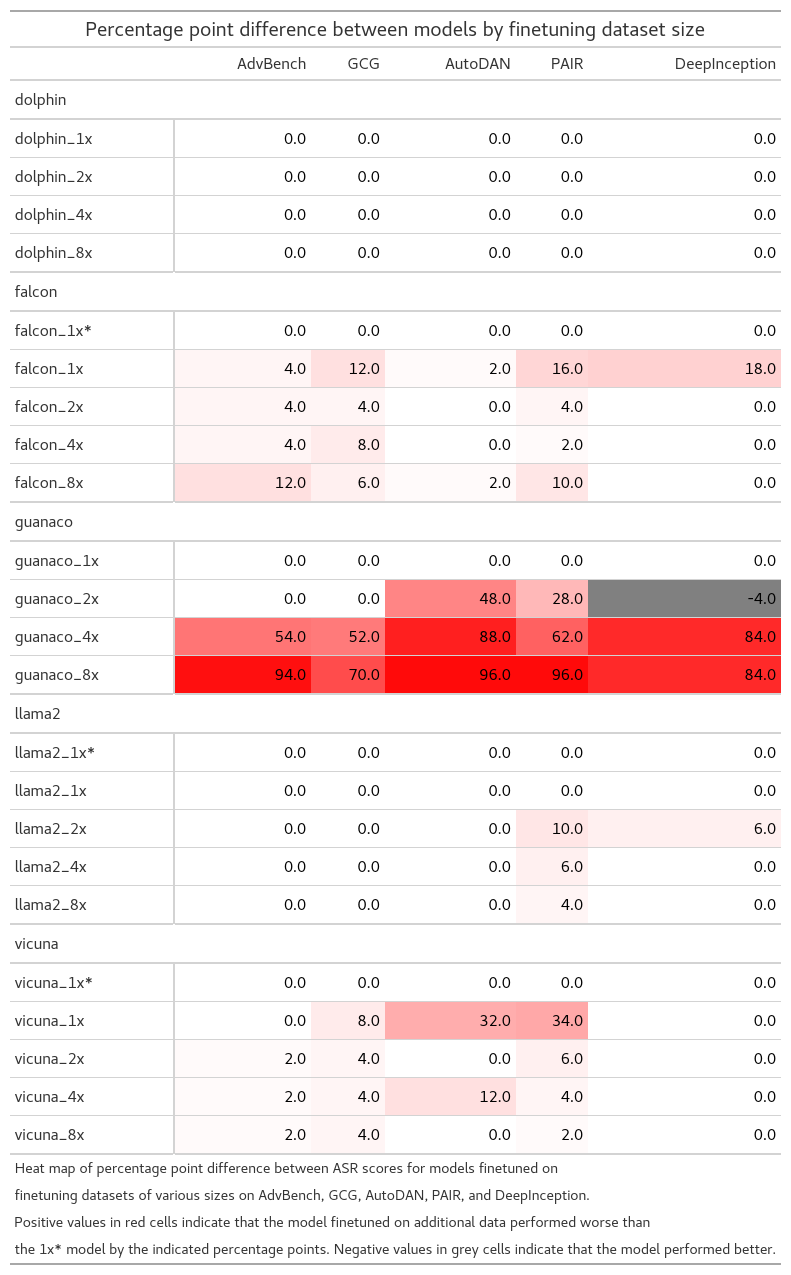 Percentage point difference between models by finetuning dataset size
AdvBench GCG AutoDAN PAIR DeepInception
dolphin
dolphin_1x 0.0 0.0 0.0 0.0 0.0
dolphin_2x 0.0 0.0 0.0 0.0 0.0
dolphin_4x 0.0 0.0 0.0 0.0 0.0
dolphin_8x 0.0 0.0 0.0 0.0 0.0
falcon
falcon_1x* 0.0 0.0 0.0 0.0 0.0
falcon_1x 4.0 12.0 2.0 16.0 18.0
falcon_2x 4.0 4.0 0.0 4.0 0.0
falcon_4x 4.0 8.0 0.0 2.0 0.0
falcon_8x 12.0 6.0 2.0 10.0 0.0
guanaco
guanaco_1x 0.0 0.0 0.0 0.0 0.0
guanaco_2x 0.0 0.0 48.0 28.0 -4.0
guanaco_4x 54.0 52.0 88.0 62.0 84.0
guanaco_8x 94.0 70.0 96.0 96.0 84.0
llama2
llama2_1x* 0.0 0.0 0.0 0.0 0.0
llama2_1x 0.0 0.0 0.0 0.0 0.0
llama2_2x 0.0 0.0 0.0 10.0 6.0
llama2_4x 0.0 0.0 0.0 6.0 0.0
llama2_8x 0.0 0.0 0.0 4.0 0.0
vicuna
vicuna_1x* 0.0 0.0 0.0 0.0 0.0
vicuna_1x 0.0 8.0 32.0 34.0 0.0
vicuna_2x 2.0 4.0 0.0 6.0 0.0
vicuna_4x 2.0 4.0 12.0 4.0 0.0
vicuna_8x 2.0 4.0 0.0 2.0 0.0
Heat map of percentage point difference between ASR scores for models finetuned on
finetuning datasets of various sizes on AdvBench, GCG, AutoDAN, PAIR, and DeepInception.
Positive values in red cells indicate that the model finetuned on additional data performed worse than
the 1x* model by the indicated percentage points. Negative values in grey cells indicate that the model performed better.